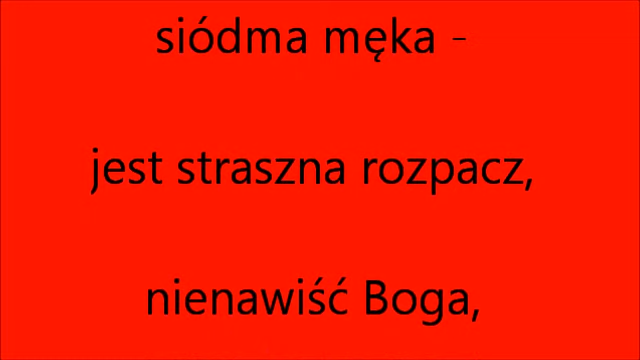 siódma męka -
jest straszna rozpacz,
nienawiść Boga,